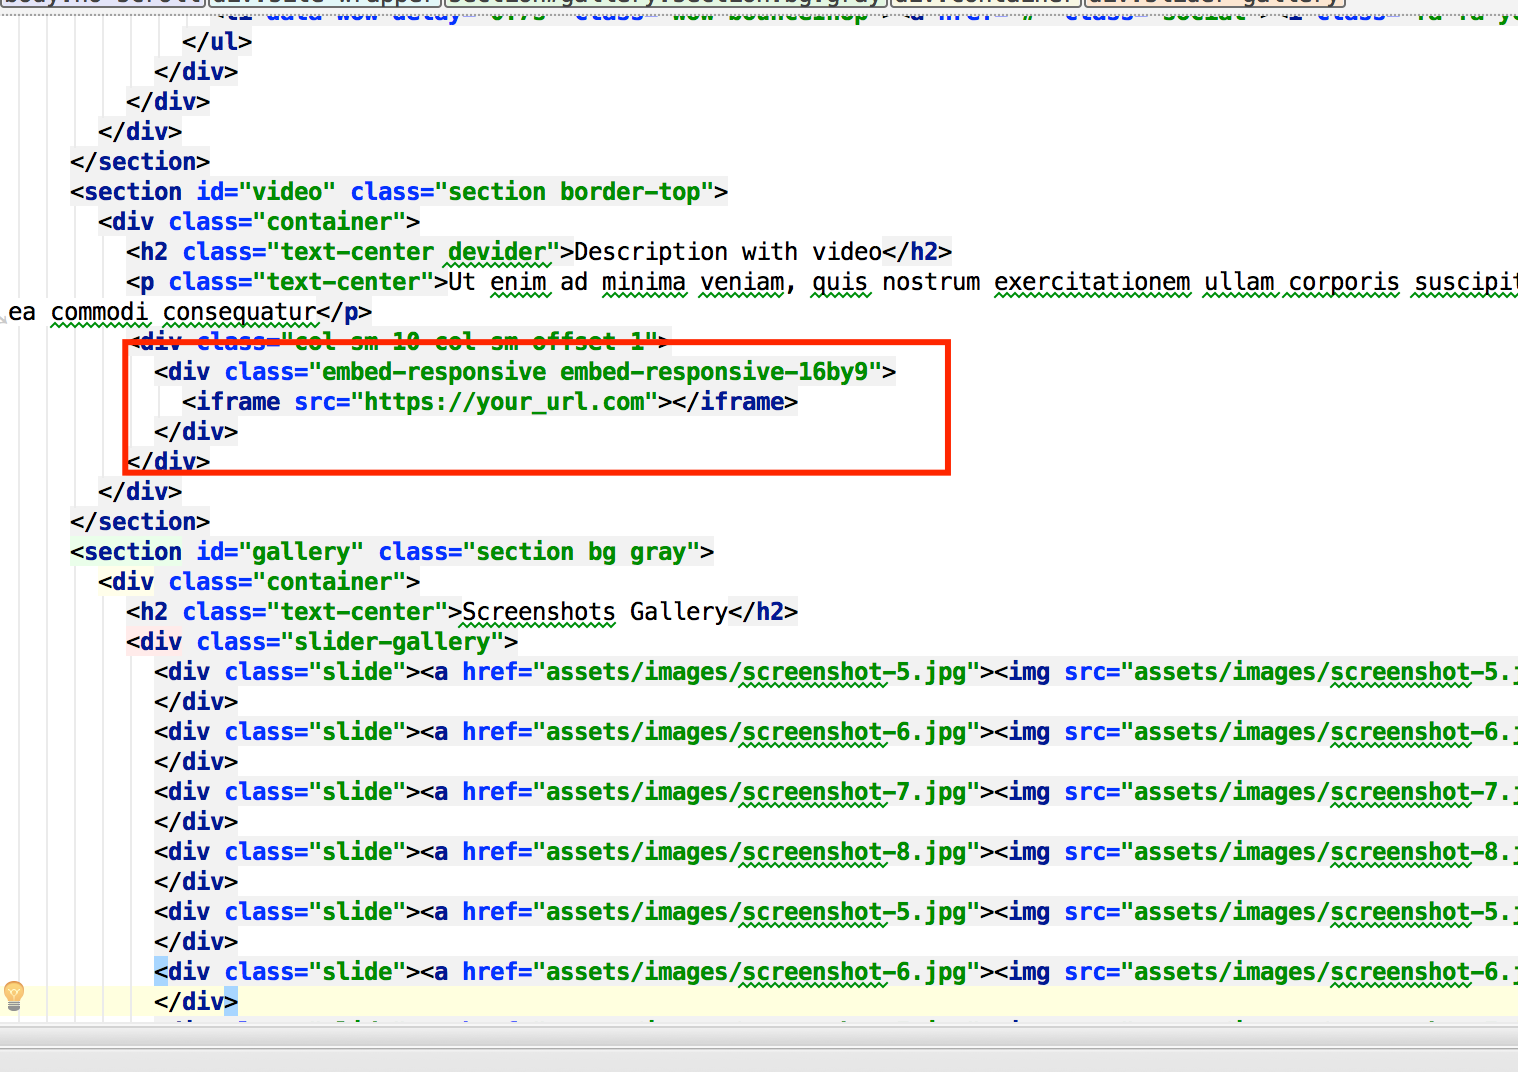 </ul>
</div>
</div>
</div>
</section>
<section id="video" class="section border-top">
<div class="container">
<h2 class="text-center devider">Description with video</h2>
<p class="text-center">Ut enim ad minima veniam, quis nostrum exercitationem ullam corporis suscipit
ea commodi consequatur</p>
<div class="col-sm-10 col-sm-offset-1">
<div class="embed-responsive embed-responsive-16by9">
<iframe src="https://your_url.com"></iframe>
</div>
</div>
</div>
</section>
<section id="gallery" class="section bg gray">
<div class="container">
<h2 class="text-center">Screenshots Gallery</h2>
<div class="slider-gallery">
<div class="slide"><a href="assets/images/screenshot-5.jpg"><img src="assets/images/screenshot-5.j
</div>
<div class="slide"><a href="assets/images/screenshot-6.jpg"><img src="assets/images/screenshot-6.j
</div>
<div class="slide"><a href="assets/images/screenshot-7.jpg"><img src="assets/images/screenshot-7.j
</div>
<div class="slide"><a href="assets/images/screenshot-8.jpg"><img src="assets/images/screenshot-8.j
</div>
<div class="slide"><a href="assets/images/screenshot-5.jpg"><img src="assets/images/screenshot-5.j
</div>
<div class="slide"><a href="assets/images/screenshot-6.jpg"><img src="assets/images/screenshot-6.j
</div>